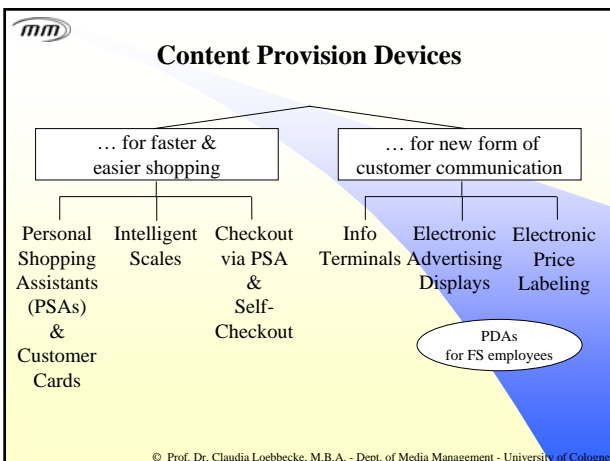 mm
Content Provision Devices
… for faster &
easier shopping
… for new form of
customer communication
Personal
Shopping
Assistants
(PSAs)
&
Customer
Cards
Intelligent
Scales
Checkout
via PSA
&
Self-
Checkout
Info
Terminals
Electronic
Advertising
Displays
Electronic
Price
Labeling
PDAs
for FS employees
© Prof. Dr. Claudia Loebbecke, M.B.A. - Dept. of Media Management - University of Cologne